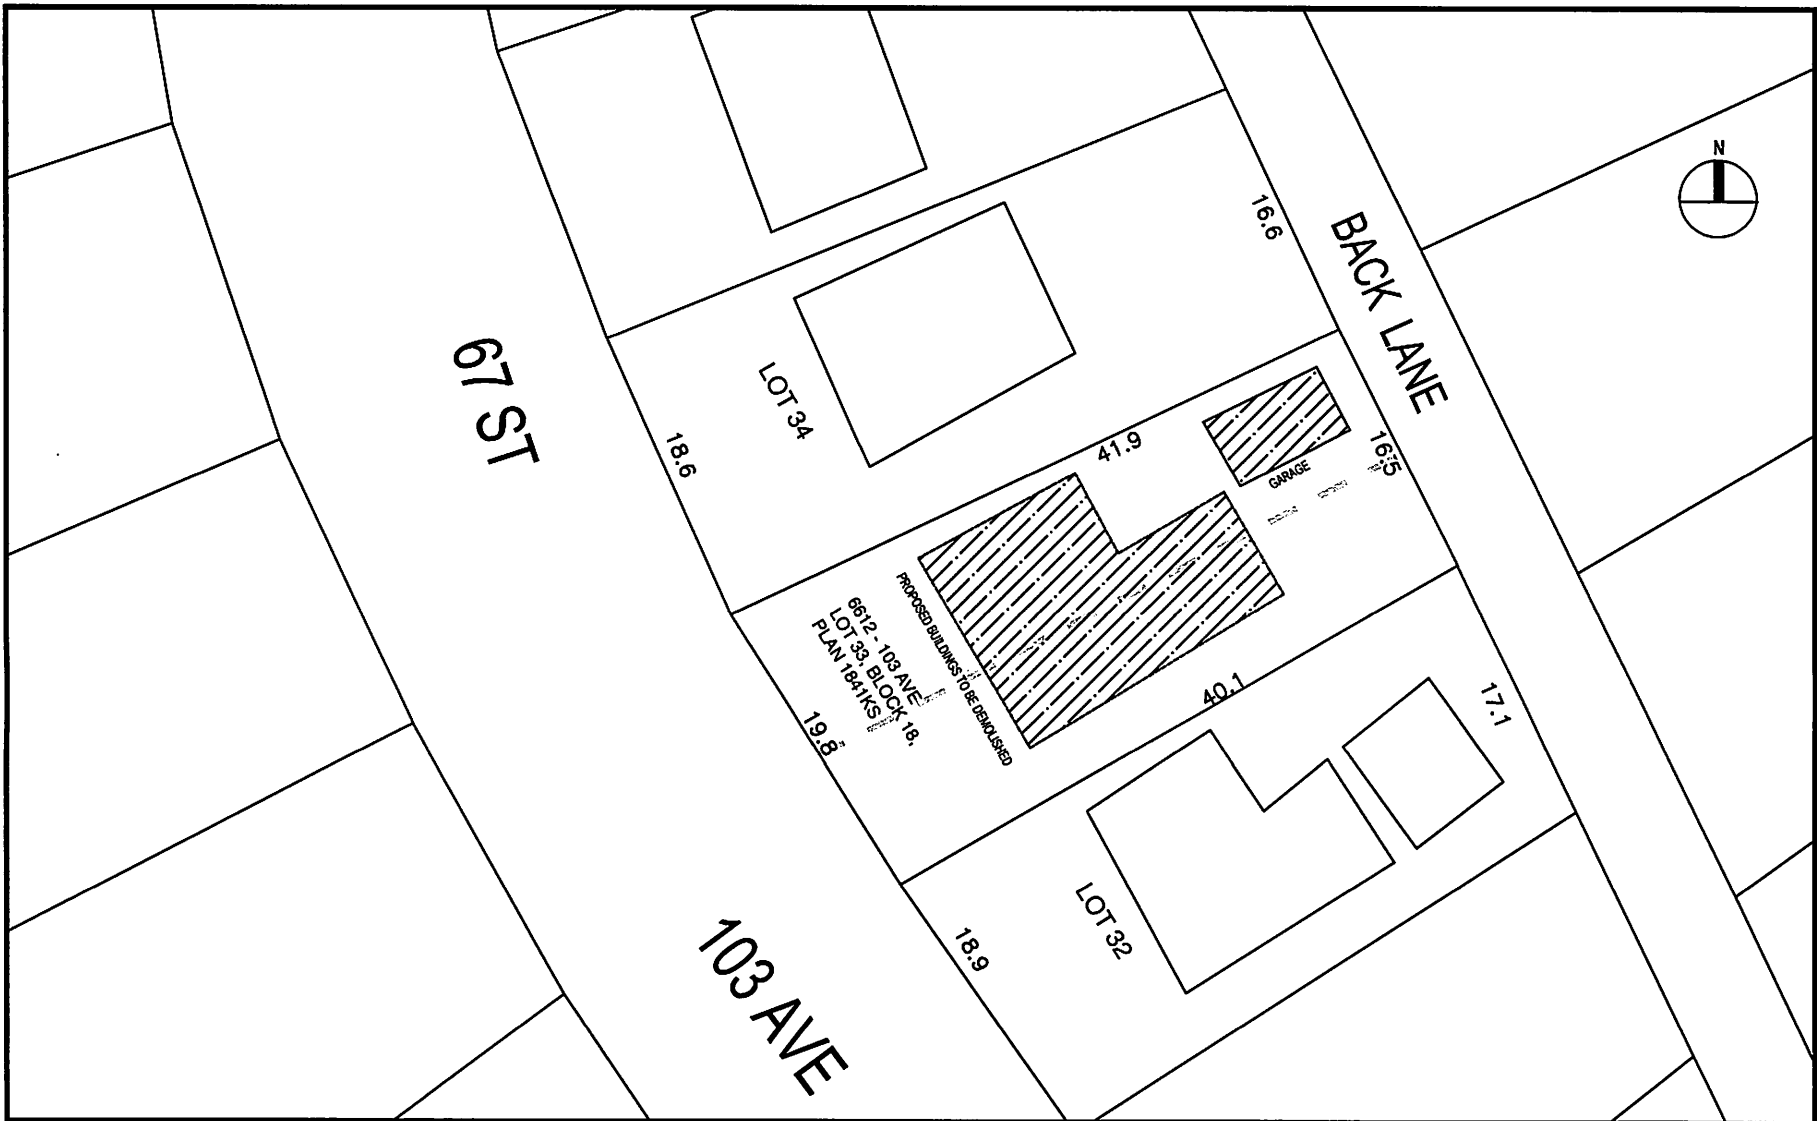 N
16.6
BACK LANE
67 ST
LOT 34
18.6
41.9
16.5
GARAGE
PROPOSED BUILDINGS TO BE DEMOLISHED
6612 - 103 AVE
LOT 33, BLOCK 18,
PLAN 1841KS
19.8
40.1
17.1
LOT 32
18.9
103 AVE